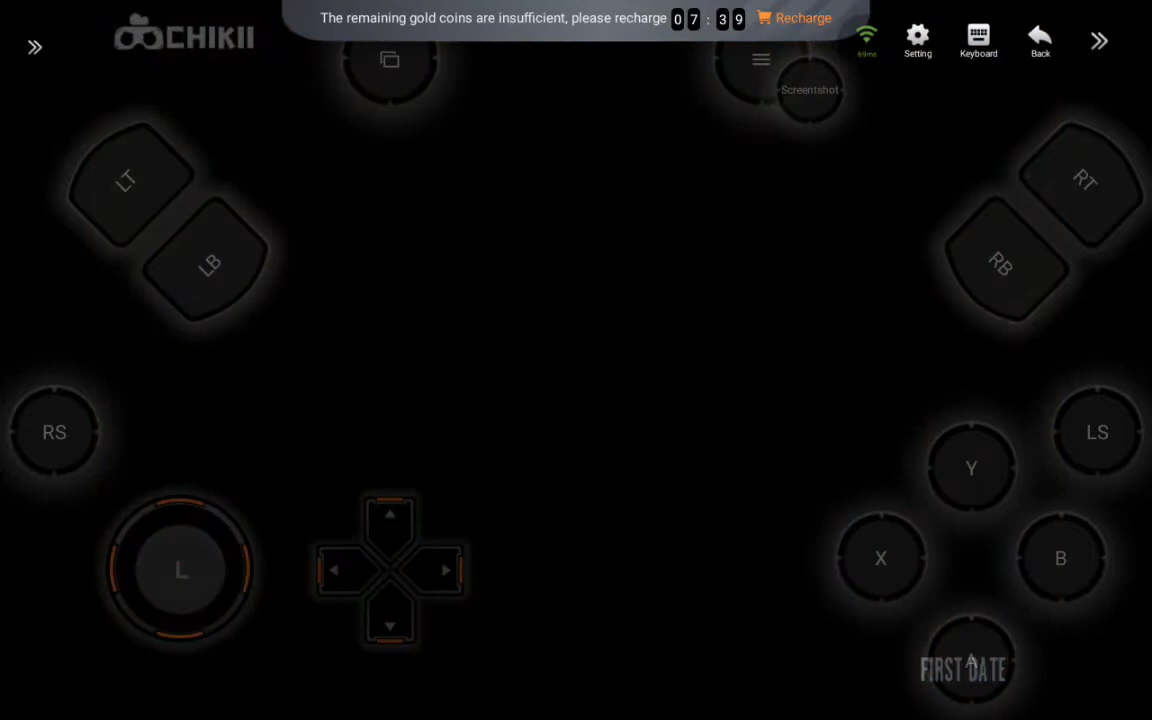 The remaining gold coins are insufficient, please recharge 07:39 Recharge
CHIKII
69ms
Setting
Keyboard
Back
Screentshot
LT
RT
LB
RB
RS
LS
Y
L
X
B
A
FIRST DATE